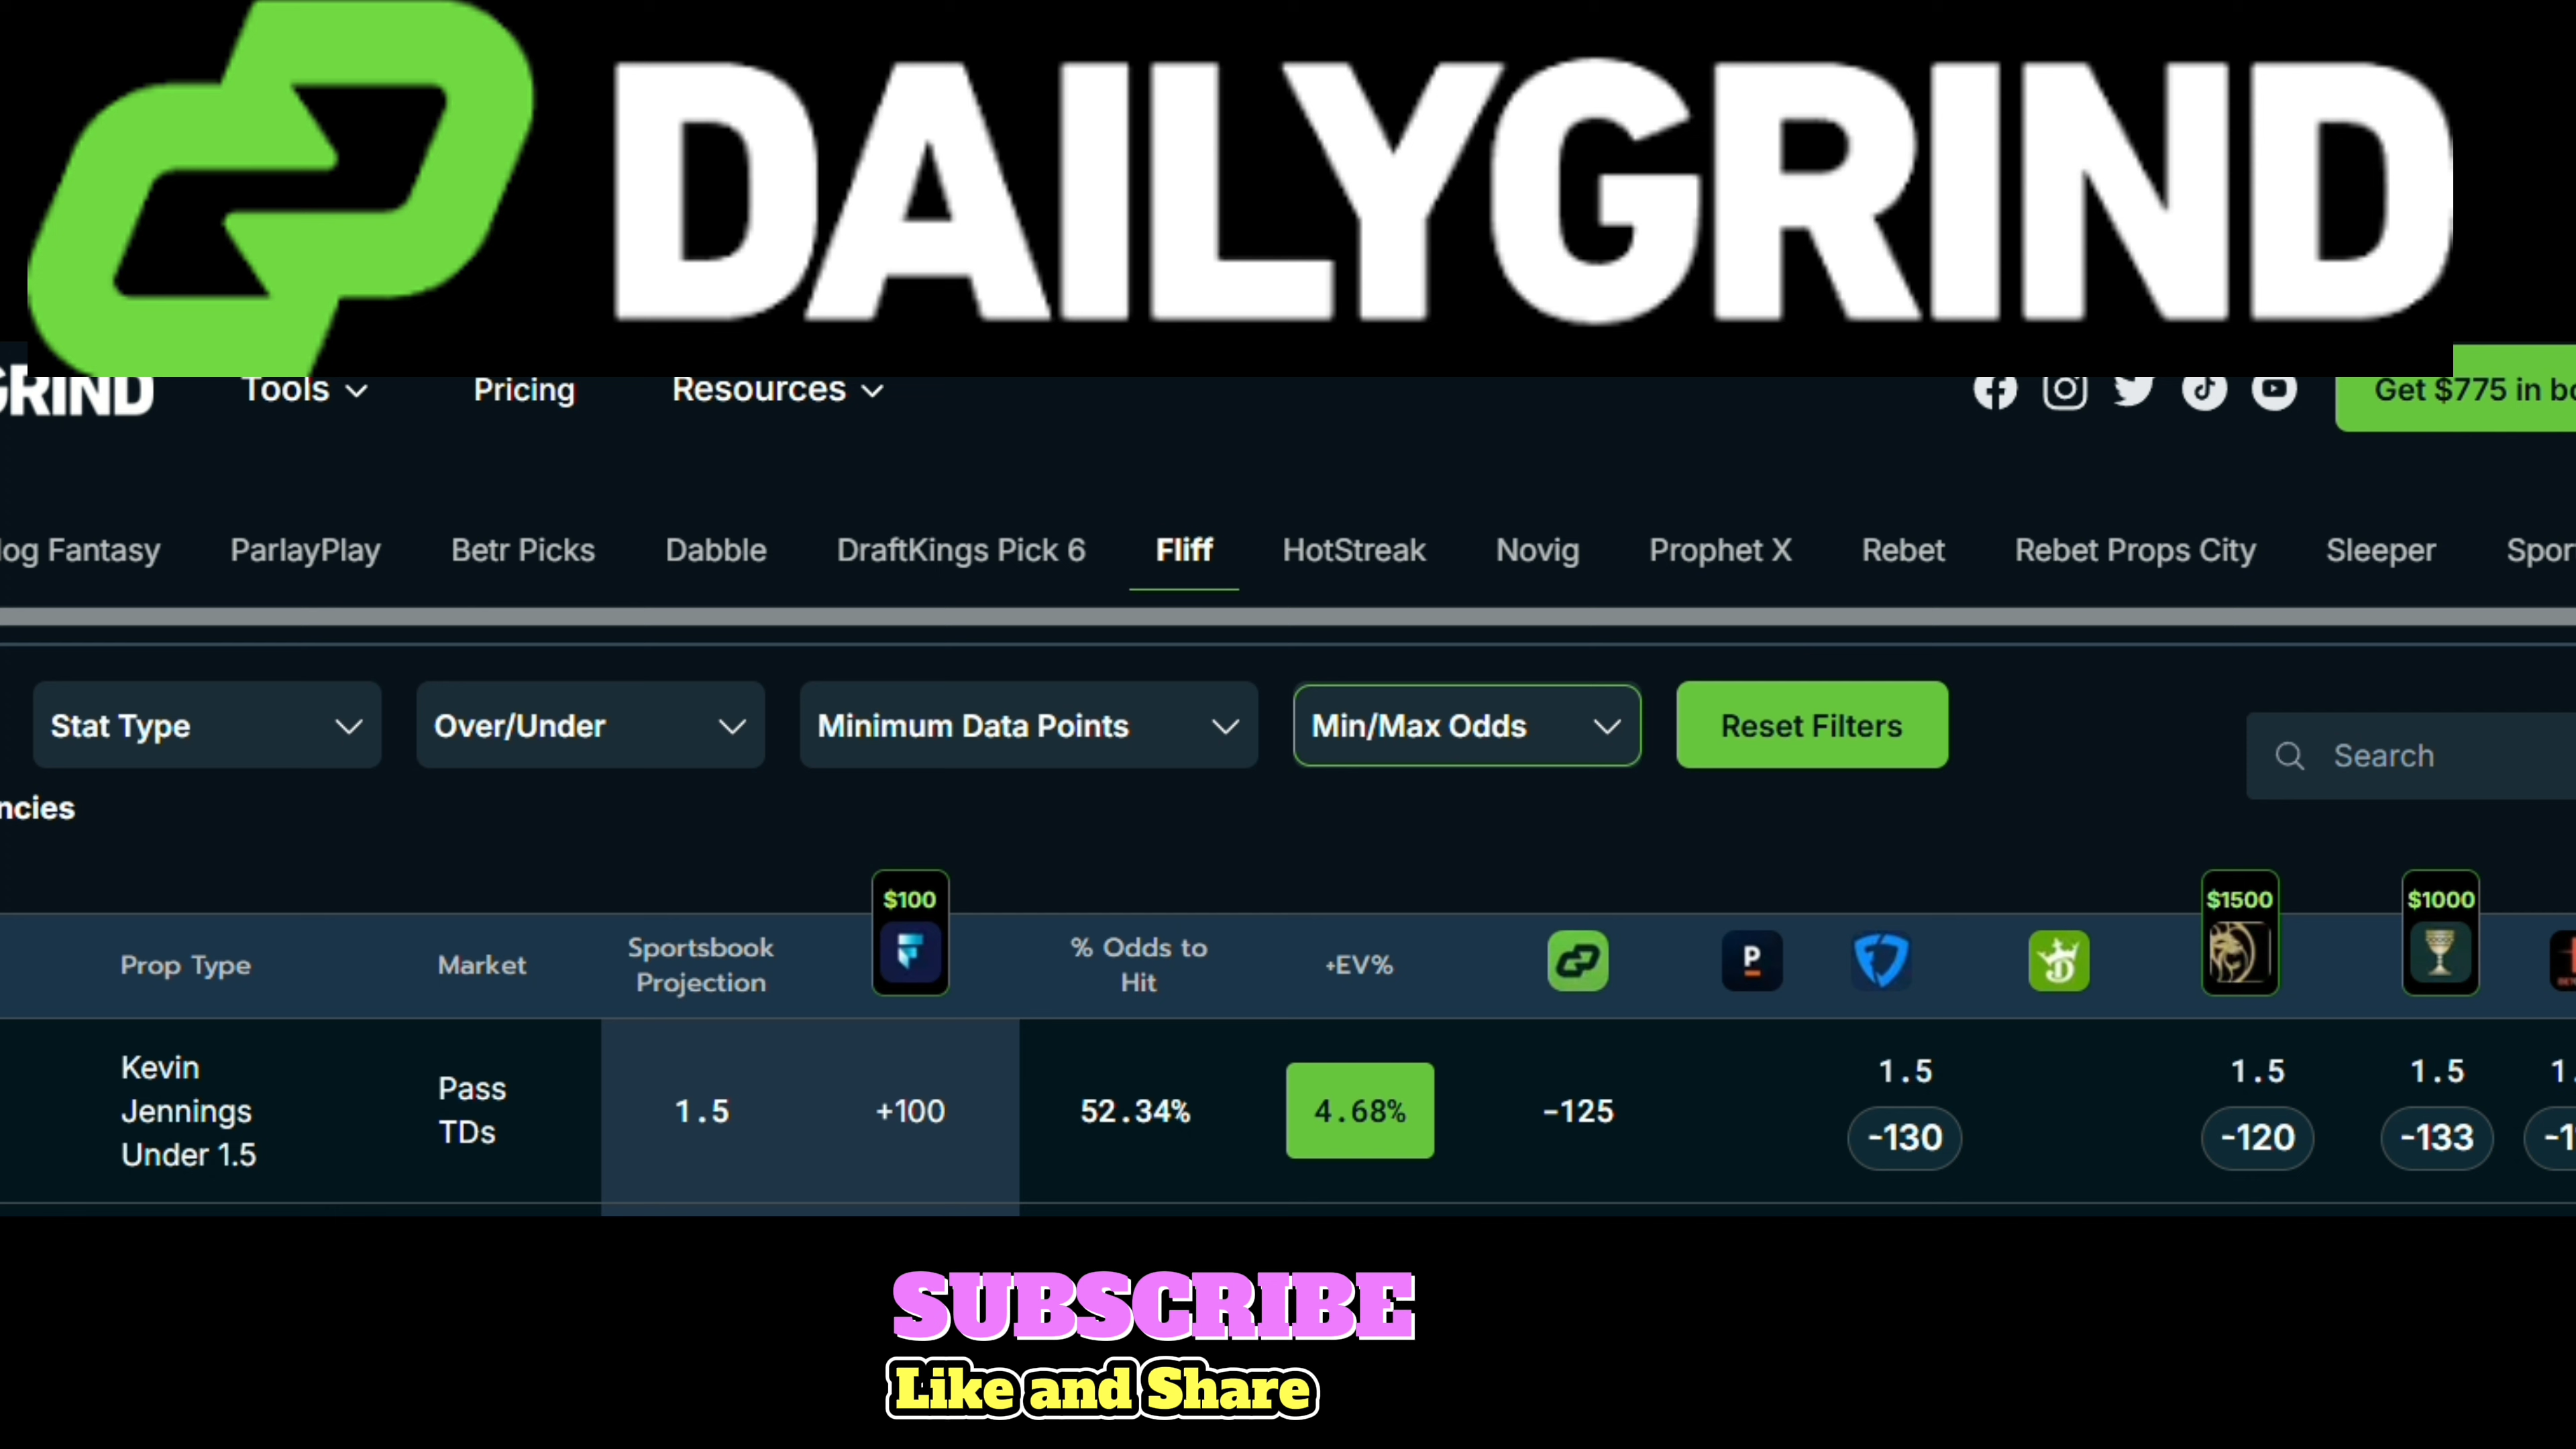 DAILYGRIND
GRIND
Tools
Pricing
Resources
Get $775 in
Fantasy
ParlayPlay
Betr Picks
Dabble
DraftKings Pick 6
Fliff
HotStreak
Novig
Prophet X
Rebet
Rebet Props City
Sleeper
Stat Type
Over/Under
Minimum Data Points
Min/Max Odds
Reset Filters
Search
ncies
$100
$1500
$1000
Prop Type
Market
Sportsbook
Projection
% Odds to
Hit
+EV%
P
Kevin
Jennings
Under 1.5
Pass
TDs
1.5
+100
52.34%
4.68%
-125
1.5
-130
1.5
-120
1.5
-133
SUBSCRIBE
Like and Share